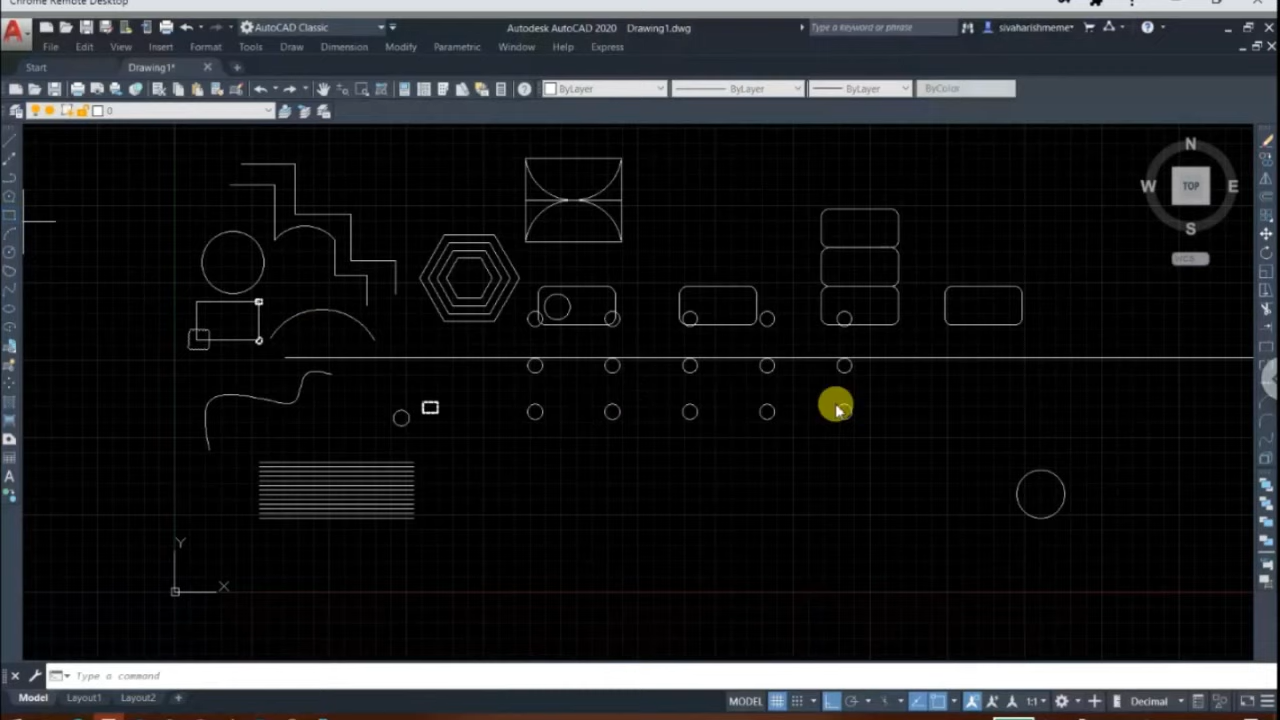 Chrome Remote Desktop
AutoCAD Classic
Autodesk AutoCAD 2020 Drawing1.dwg
Type a keyword or phrase
sivaharishmeme
File Edit View Insert Format Tools Draw Dimension Modify Parametric Window Help Express
Start Drawing1*
ByLayer ByLayer ByLayer ByColor
0
N
W TOP E
S
WCS
Y
X
Type a command
Model Layout1 Layout2 MODEL 1:1 Decimal
A